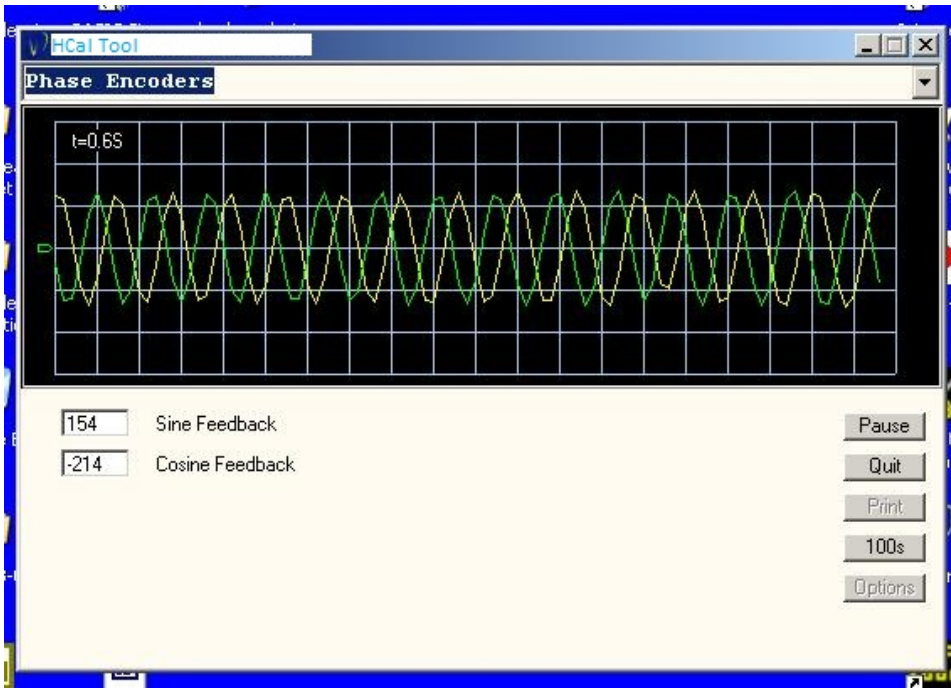 HCal Tool
Phase Encoders
t=0.6S
154 Sine Feedback
-214 Cosine Feedback
Pause
Quit
Print
100s
Options